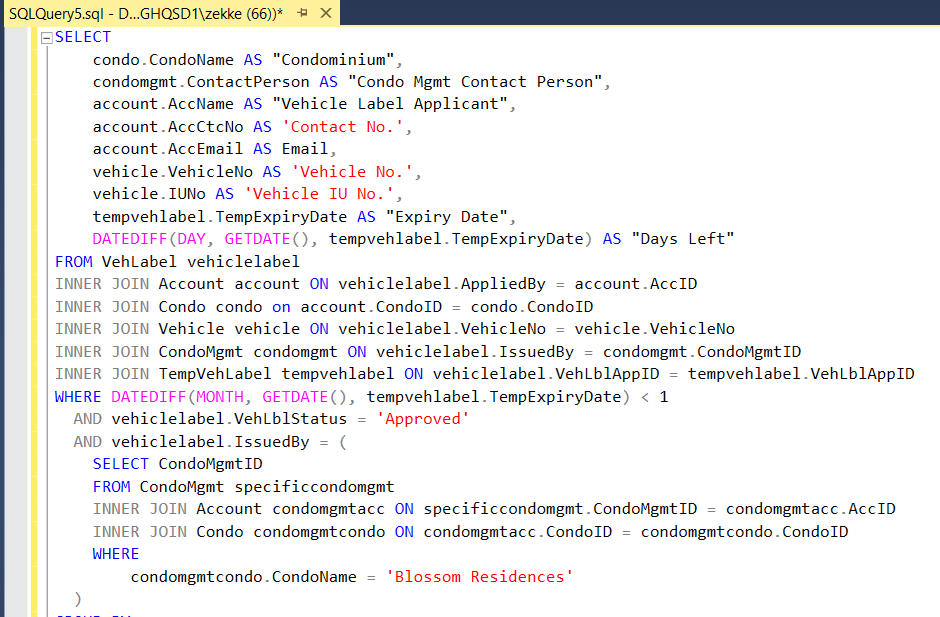 SQLQuery5.sql - D...GHQSD1\zekke (66))*
SELECT
condo.CondoName AS "Condominium",
condomgmt.ContactPerson AS "Condo Mgmt Contact Person",
account.AccName AS "Vehicle Label Applicant",
account.AccCtcNo AS 'Contact No.',
account.AccEmail AS Email,
vehicle.VehicleNo AS 'Vehicle No.',
vehicle.IUNo AS 'Vehicle IU No.',
tempvehlabel.TempExpiryDate AS "Expiry Date",
DATEDIFF(DAY, GETDATE(), tempvehlabel.TempExpiryDate) AS "Days Left"
FROM VehLabel vehiclelabel
INNER JOIN Account account ON vehiclelabel.AppliedBy = account.AccID
INNER JOIN Condo condo on account.CondoID = condo.CondoID
INNER JOIN Vehicle vehicle ON vehiclelabel.VehicleNo = vehicle.VehicleNo
INNER JOIN CondoMgmt condomgmt ON vehiclelabel.IssuedBy = condomgmt.CondoMgmtID
INNER JOIN TempVehLabel tempvehlabel ON vehiclelabel.VehLblAppID = tempvehlabel.VehLblAppID
WHERE DATEDIFF(MONTH, GETDATE(), tempvehlabel.TempExpiryDate) < 1
AND vehiclelabel.VehLblStatus = 'Approved'
AND vehiclelabel.IssuedBy = (
SELECT CondoMgmtID
FROM CondoMgmt specificcondomgmt
INNER JOIN Account condomgmtacc ON specificcondomgmt.CondoMgmtID = condomgmtacc.AccID
INNER JOIN Condo condomgmtcondo ON condomgmtacc.CondoID = condomgmtcondo.CondoID
WHERE
condomgmtcondo.CondoName = 'Blossom Residences'
)